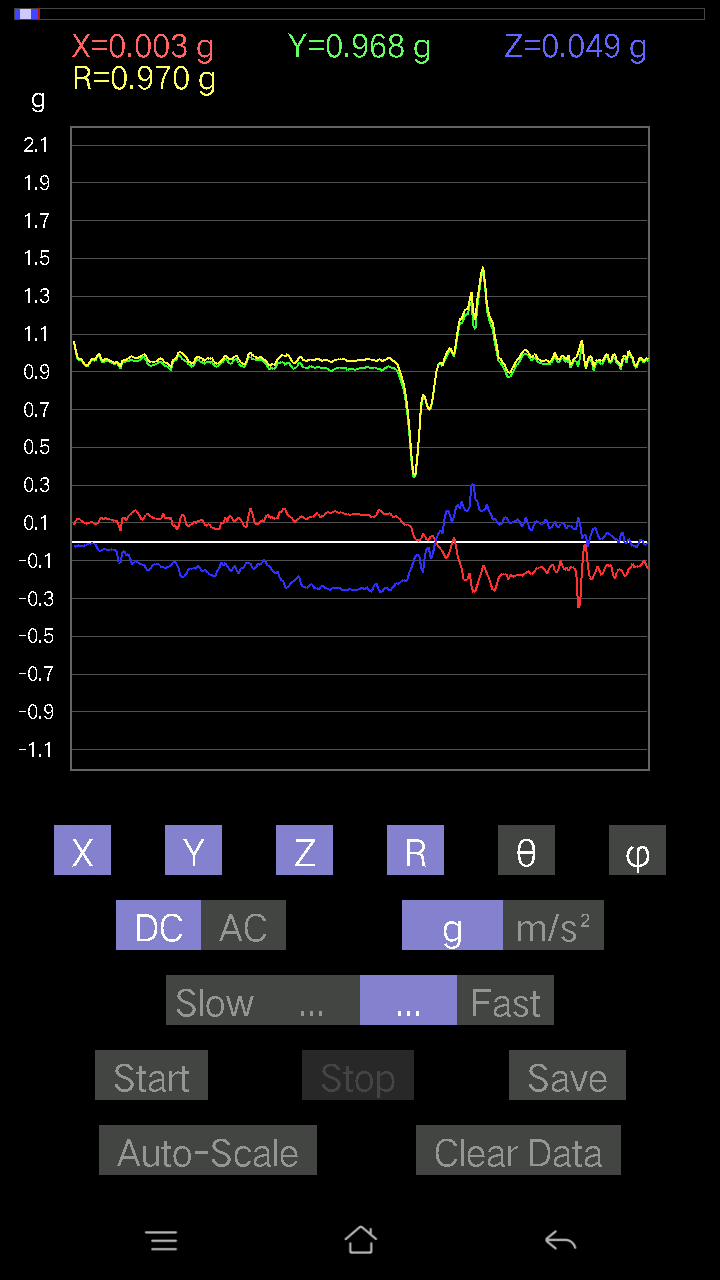 X=0.003 g Y=0.968 g Z=0.049 g
R=0.970 g
g
2.1
1.9
1.7
1.5
1.3
1.1
0.9
0.7
0.5
0.3
0.1
-0.1
-0.3
-0.5
-0.7
-0.9
-1.1
X Y Z R θ φ
DC AC g m/s²
Slow ... ... Fast
Start Stop Save
Auto-Scale Clear Data